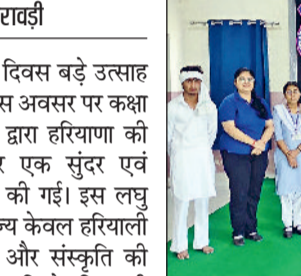 रावड़ी
दिवस बड़े उत्साह
स अवसर पर कक्षा
द्वारा हरियाणा की
र एक सुंदर एवं
की गई। इस लघु
ज्य केवल हरियाली
और संस्कृति की